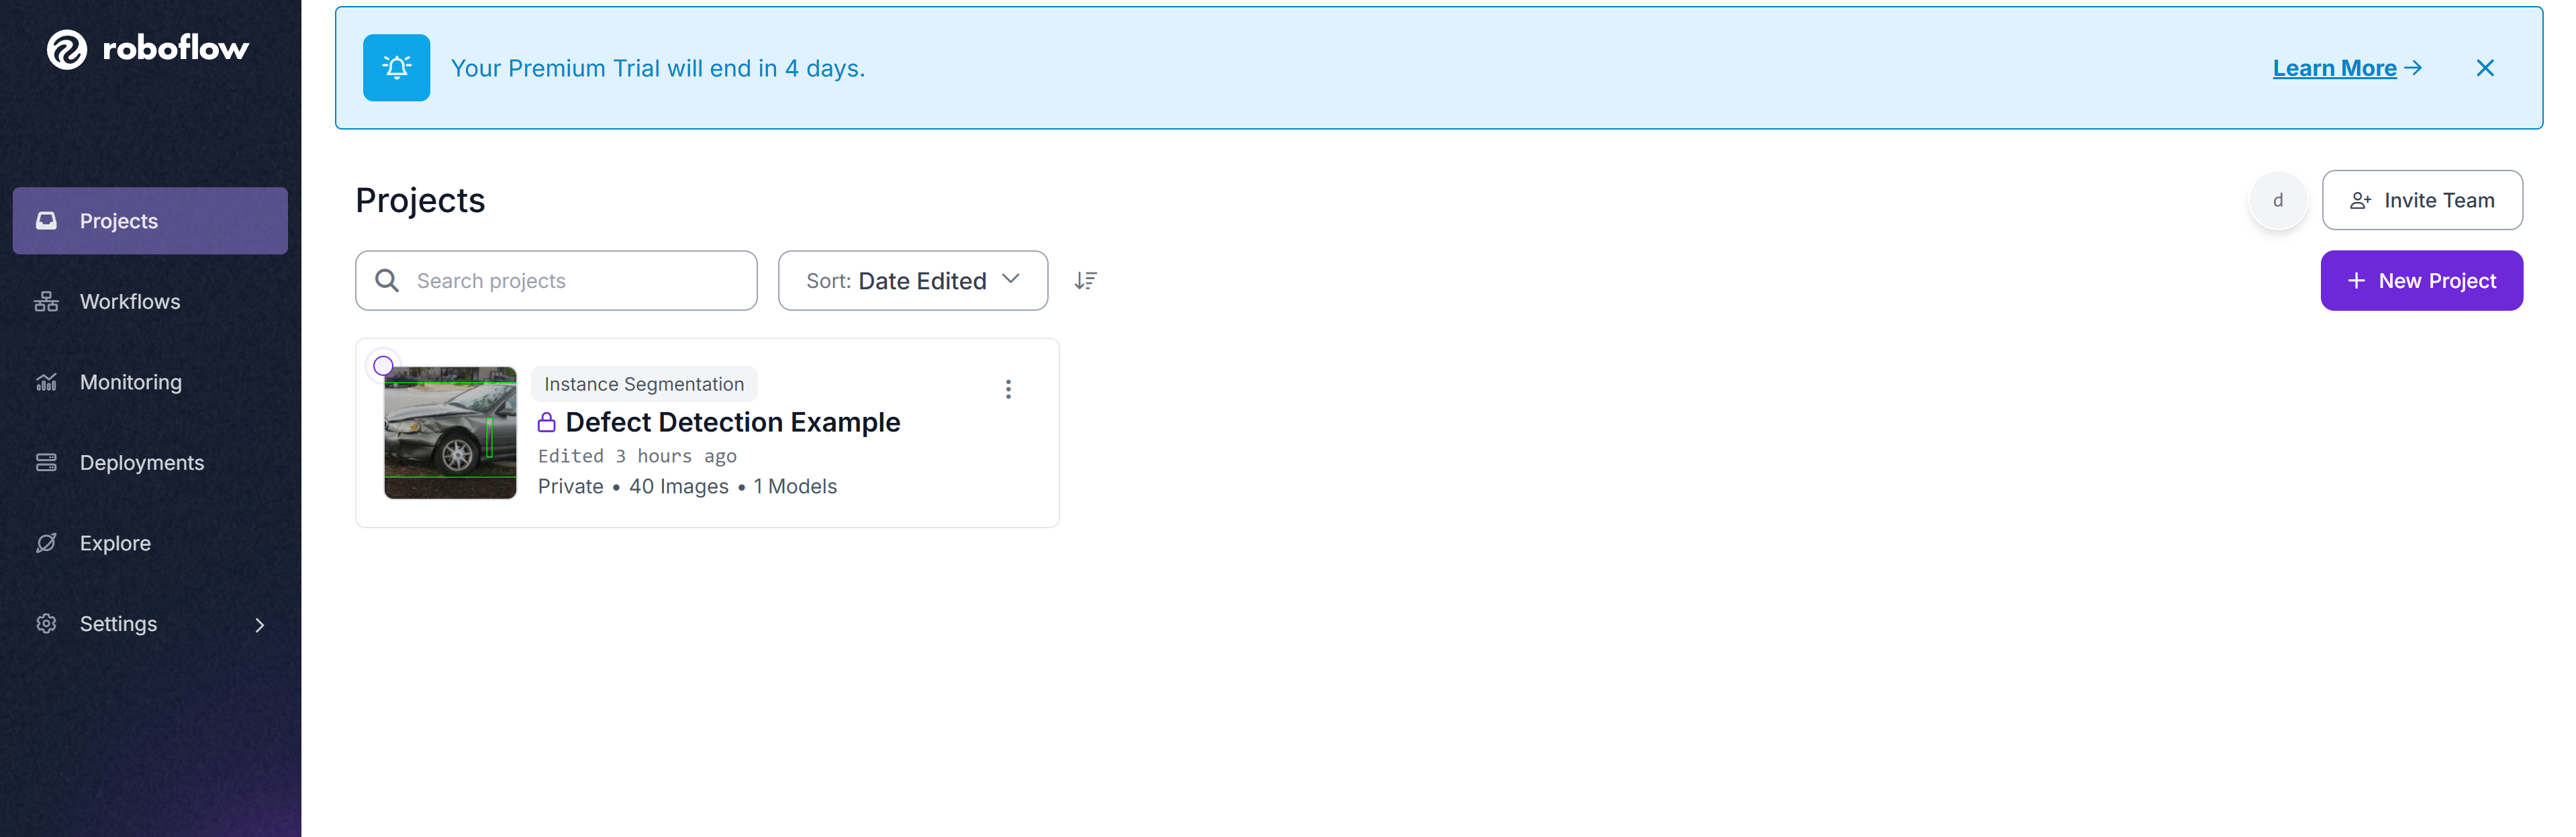 roboflow
Projects
Workflows
Monitoring
Deployments
Explore
Settings
Your Premium Trial will end in 4 days.
Learn More →
Projects
d
Invite Team
Search projects
Sort: Date Edited
+ New Project
Instance Segmentation
Defect Detection Example
Edited 3 hours ago
Private • 40 Images • 1 Models